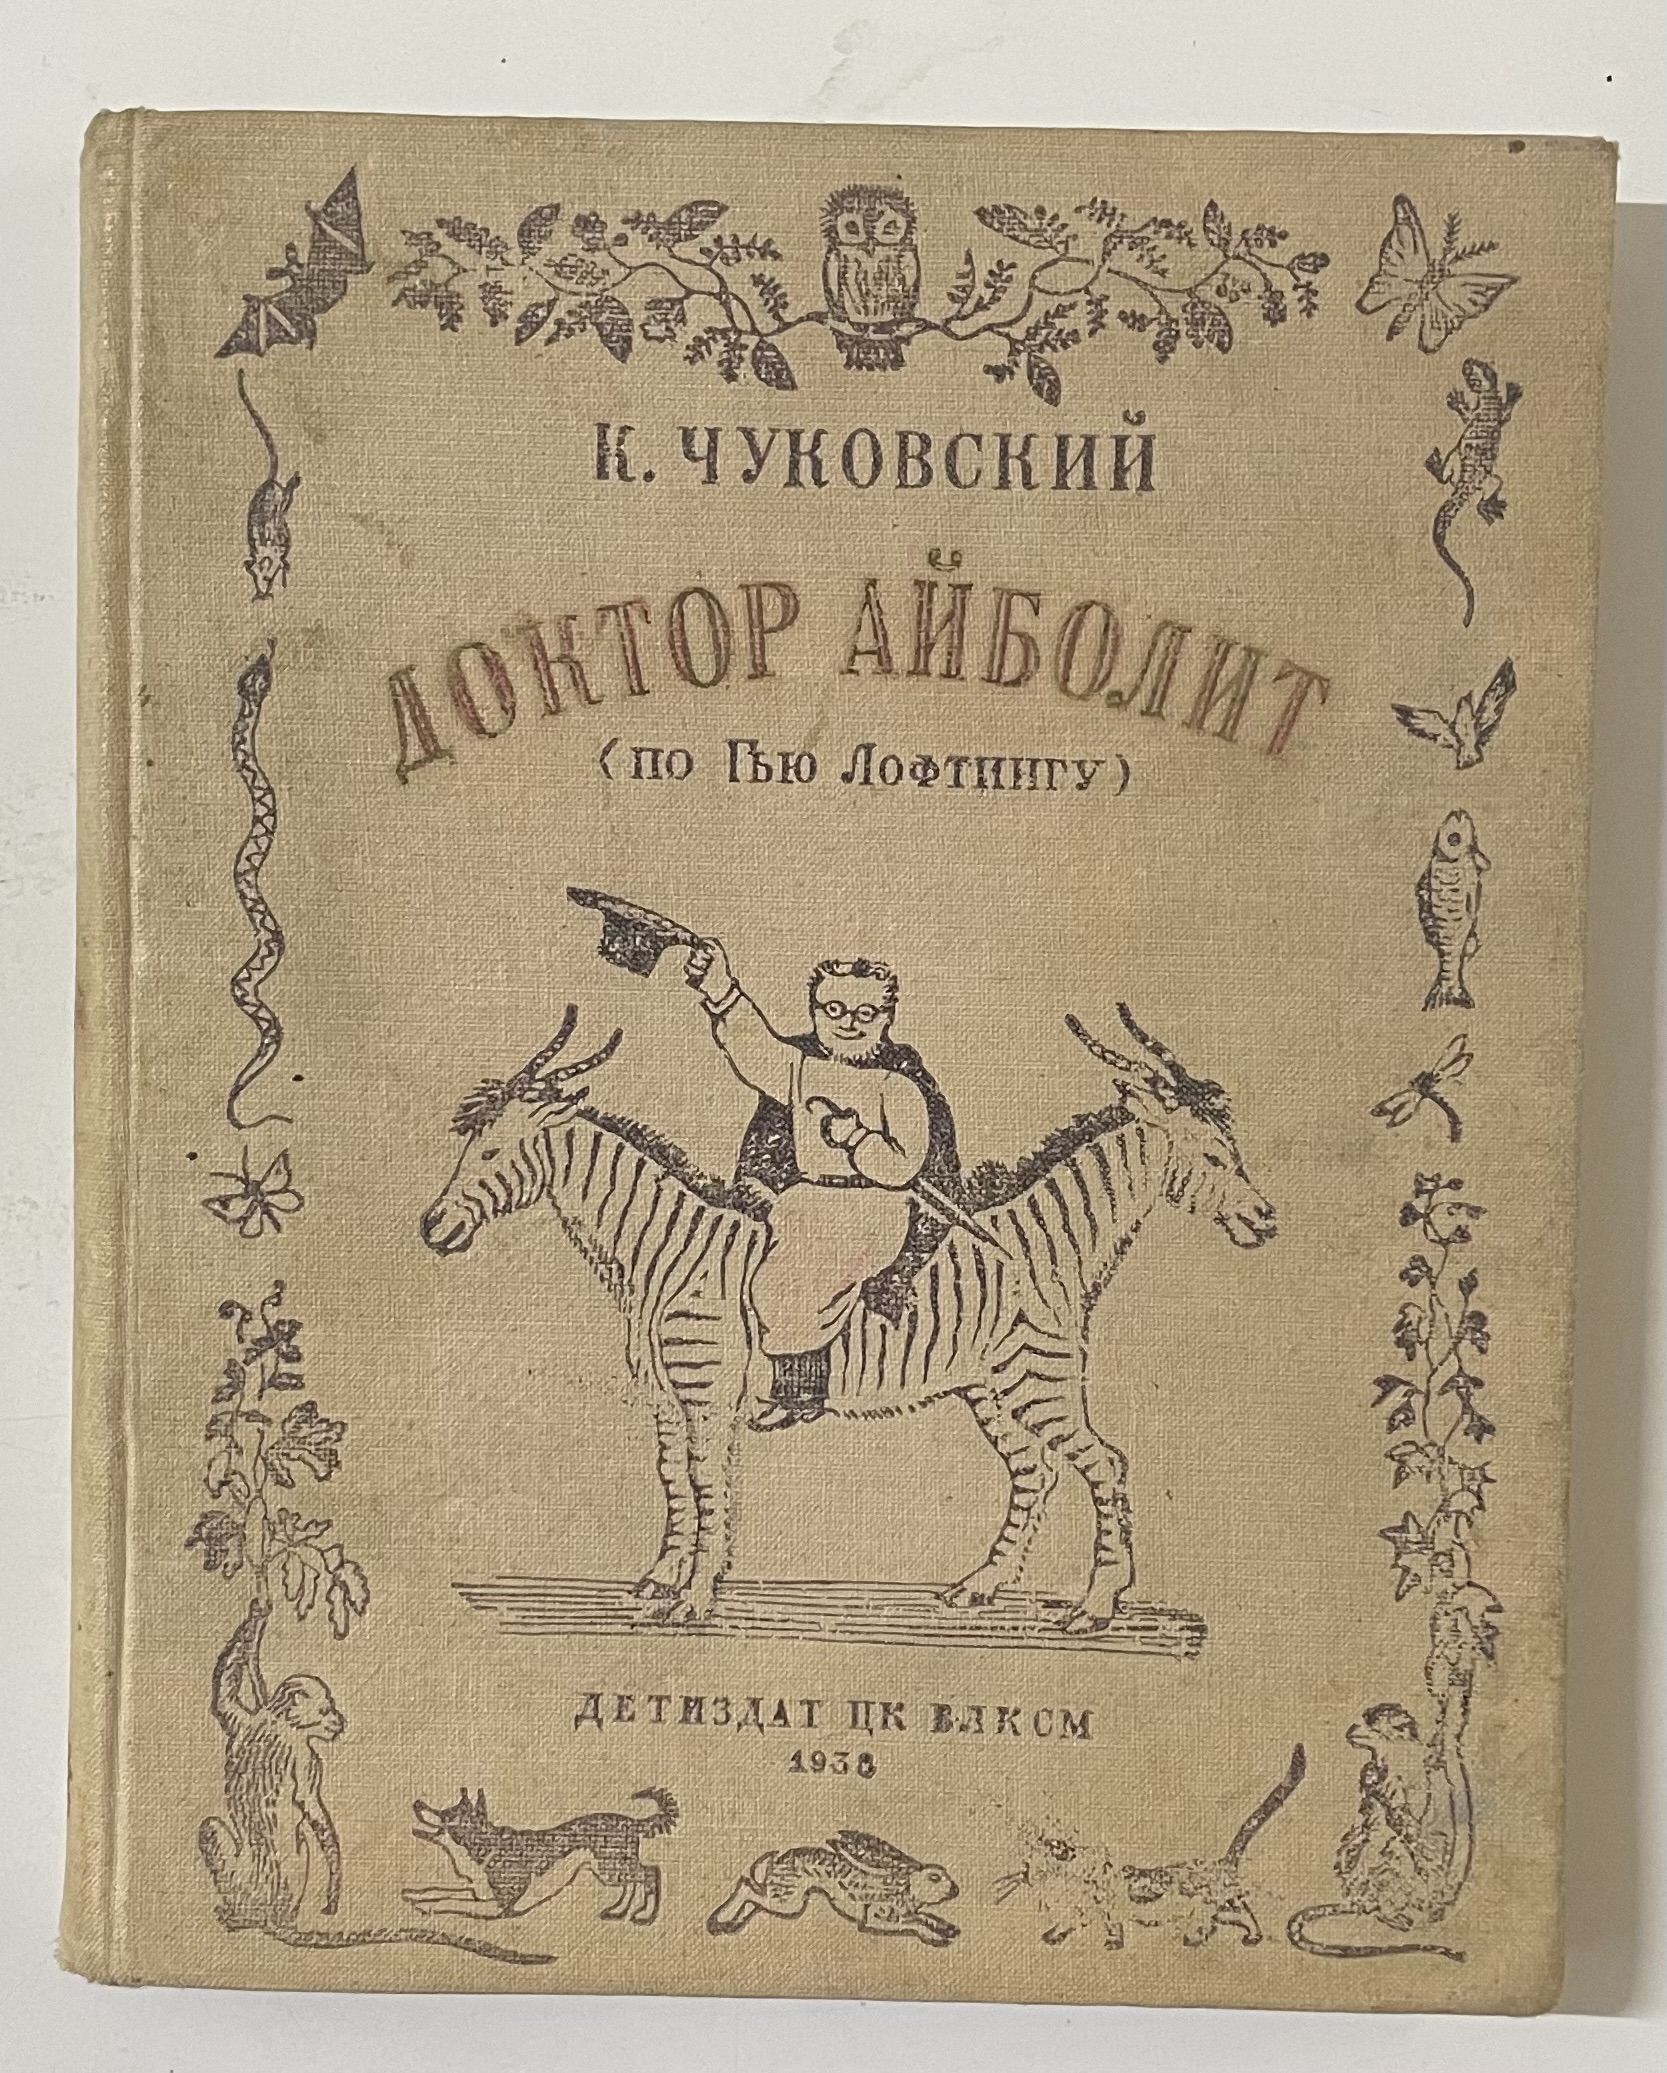 К. ЧУКОВСКИЙ
ДОКТОР АЙБОЛИТ
(ПО ГЬЮ ЛОФТИНГУ)
ДЕТИЗДАТ ЦК ВЛКСМ
1938